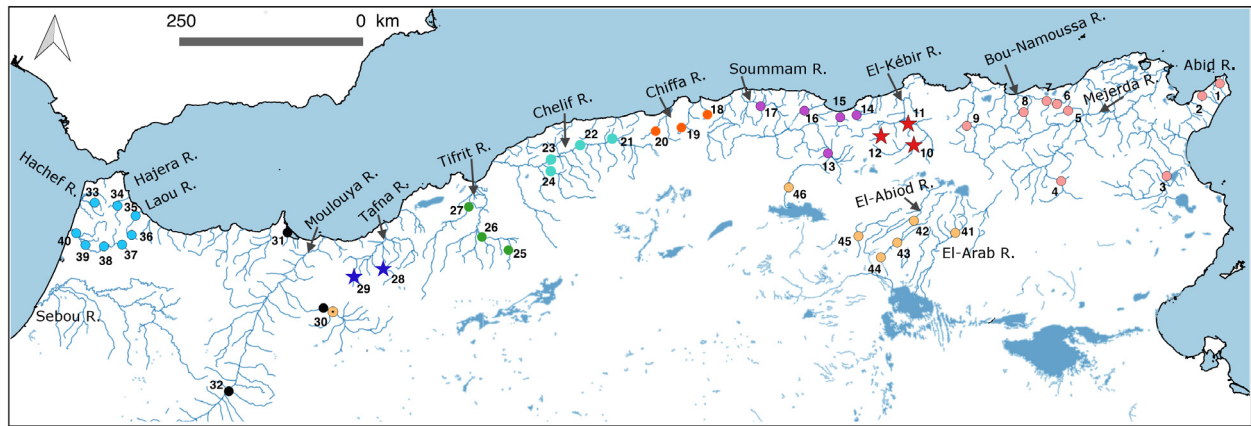 250 0 km
Bou-Namoussa R.
El-Kébir R.
Soummam R.
Abid R.
Chiffa R.
Mejerda R.
Chelif R.
Tifrit R.
Hachef R.
Hajera R.
Laou R.
Moulouya R.
Tafna R.
El-Abiod R.
El-Arab R.
Sebou R.
1
2
3
4
5
6
7
8
9
10
11
12
13
14
15
16
17
18
19
20
21
22
23
24
25
26
27
28
29
30
31
32
33
34
35
36
37
38
39
40
41
42
43
44
45
46